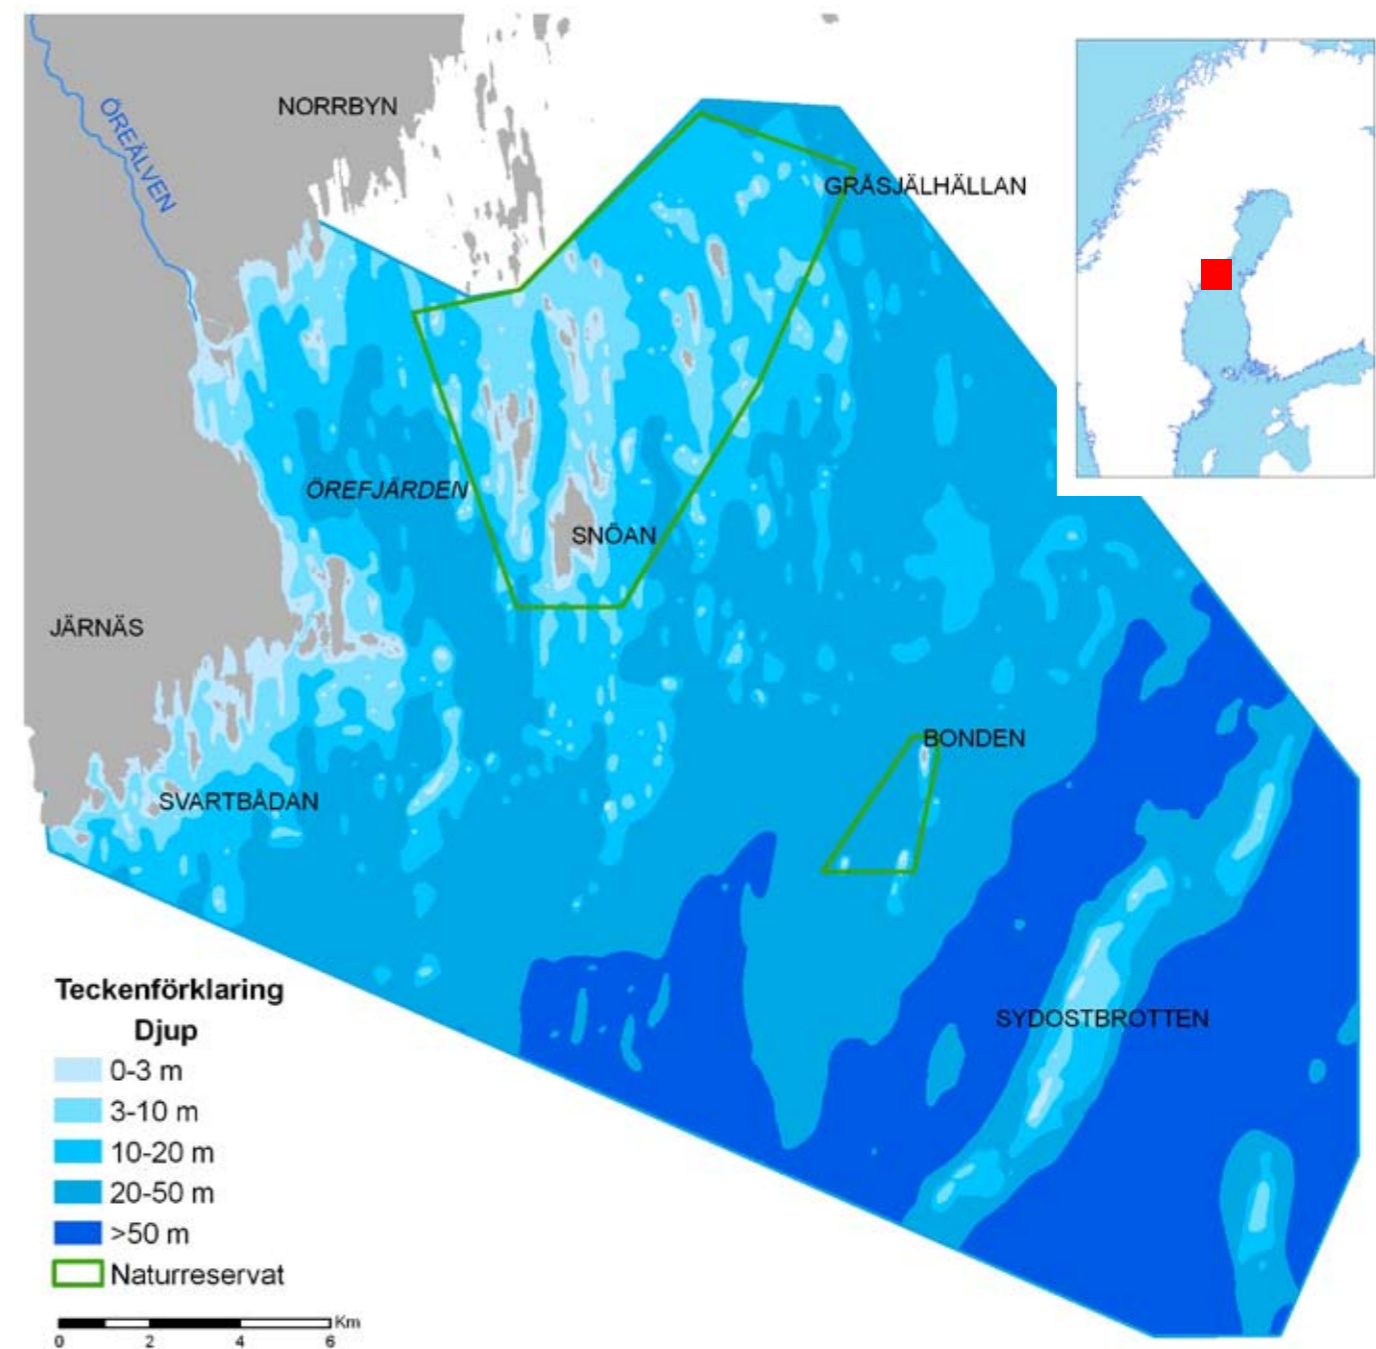 NORRBYN
ÖREÄLVEN
GRÅSJÄLHÄLLAN
ÖREFJÄRDEN
SNÖAN
JÄRNÄS
BONDEN
SVARTBÅDAN
SYDOSTBROTTEN
Teckenförklaring
Djup
0-3 m
3-10 m
10-20 m
20-50 m
>50 m
Naturreservat
Km
0 2 4 6